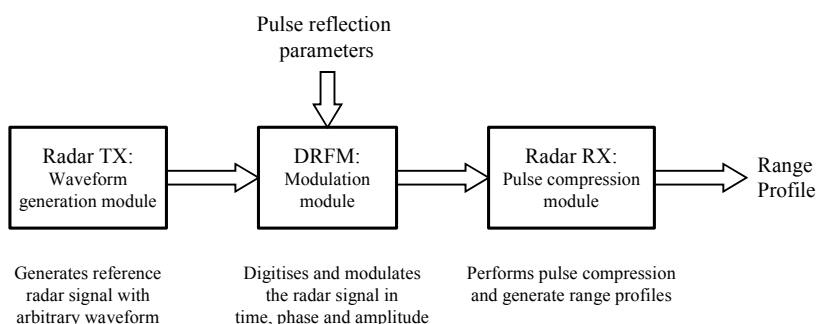 Pulse reflection
parameters
Radar TX:
Waveform
generation module
DRFM:
Modulation
module
Radar RX:
Pulse compression
module
Range
Profile
Generates reference
radar signal with
arbitrary waveform
Digitises and modulates
the radar signal in
time, phase and amplitude
Performs pulse compression
and generate range profiles